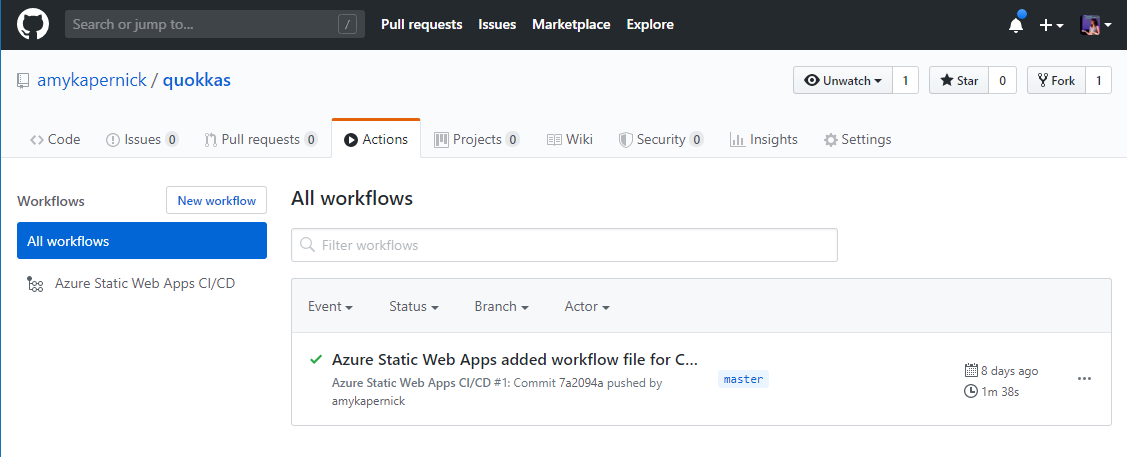 Search or jump to... / Pull requests Issues Marketplace Explore
amykapernick / quokkas Unwatch 1 Star 0 Fork 1
Code Issues 0 Pull requests 0 Actions Projects 0 Wiki Security 0 Insights Settings
Workflows New workflow All workflows
All workflows
Filter workflows
Azure Static Web Apps CI/CD
Event Status Branch Actor
Azure Static Web Apps added workflow file for C...
Azure Static Web Apps CI/CD #1: Commit 7a2094a pushed by
amykapernick
master
8 days ago
1m 38s